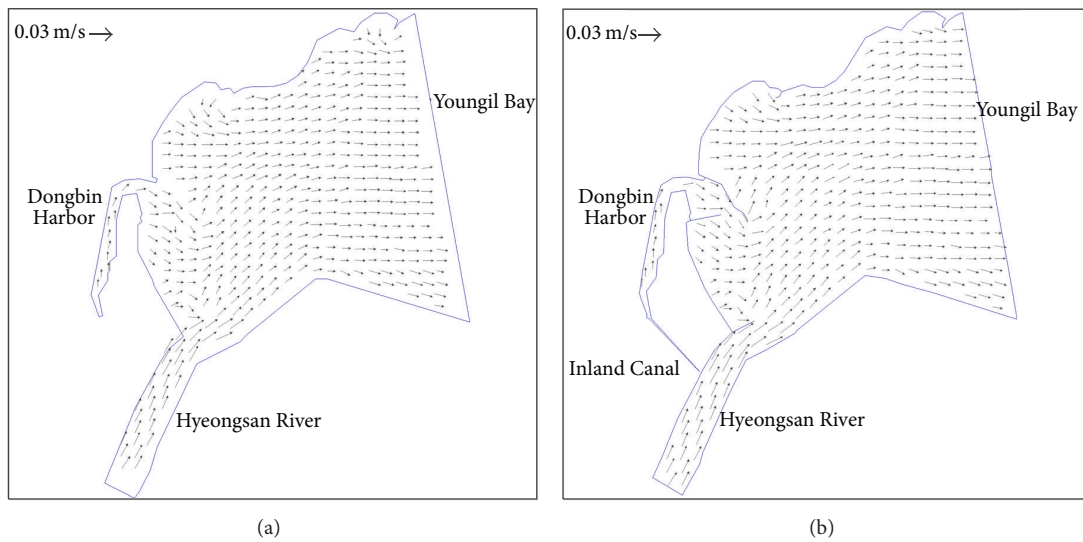 0.03 m/s
Youngil Bay
Dongbin
Harbor
Hyeongsan River
(a)
0.03 m/s
Youngil Bay
Dongbin
Harbor
Inland Canal
Hyeongsan River
(b)